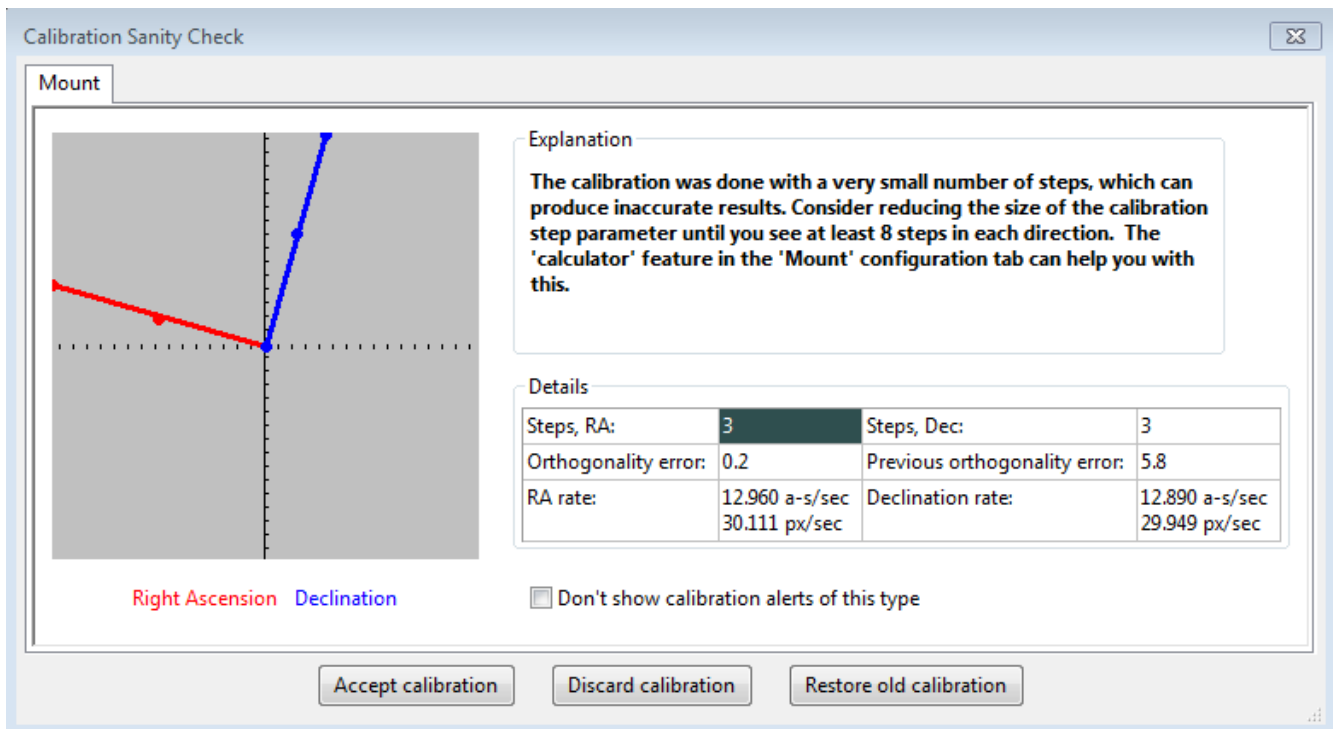 Calibration Sanity Check
Mount
Explanation
The calibration was done with a very small number of steps, which can
produce inaccurate results. Consider reducing the size of the calibration
step parameter until you see at least 8 steps in each direction.  The
'calculator' feature in the 'Mount' configuration tab can help you with
this.
Details
Steps, RA: 3 Steps, Dec: 3
Orthogonality error: 0.2 Previous orthogonality error: 5.8
RA rate: 12.960 a-s/sec Declination rate: 12.890 a-s/sec
30.111 px/sec 29.949 px/sec
Right Ascension Declination
Don't show calibration alerts of this type
Accept calibration Discard calibration Restore old calibration